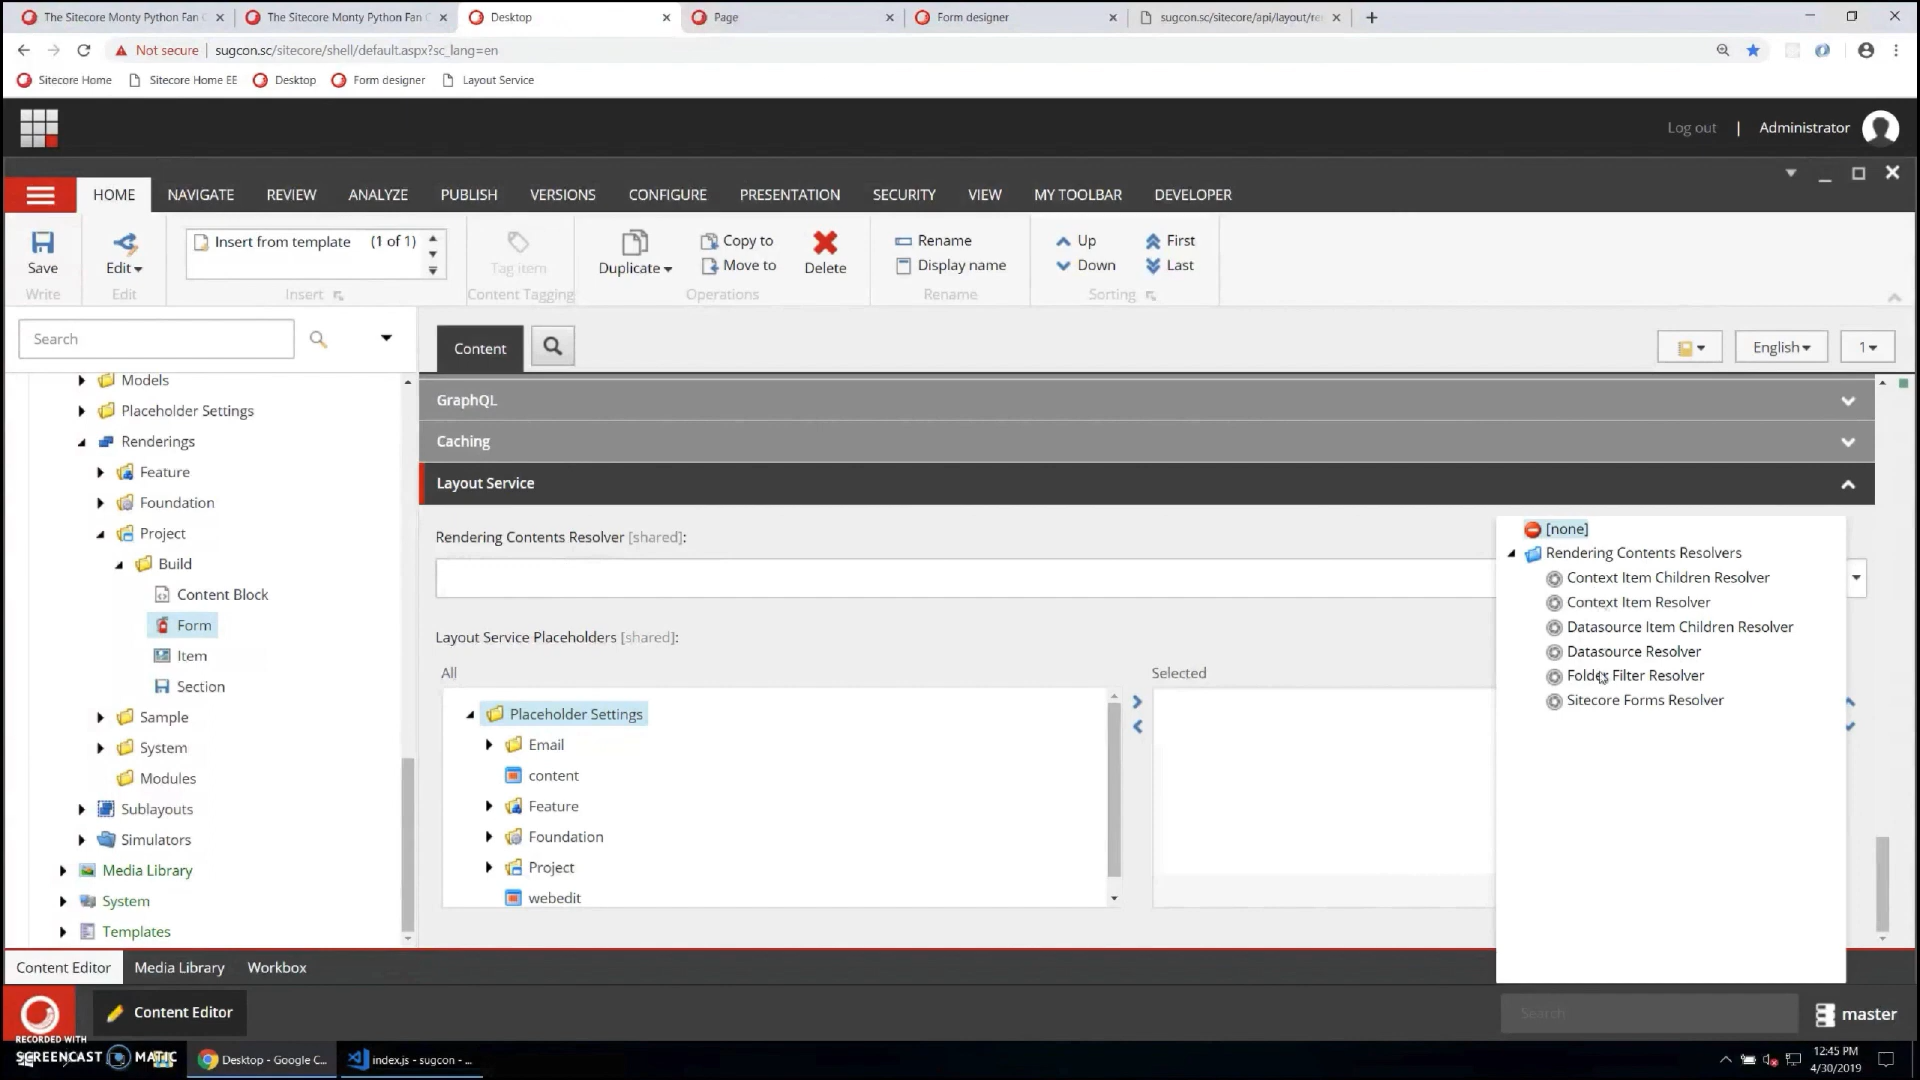 The Sitecore Monty Python Fan C
The Sitecore Monty Python Fan C
Desktop
Page
Form designer
sugcon.sc/sitecore/api/layout/re
Not secure | sugcon.sc/sitecore/shell/default.aspx?sc_lang=en
Sitecore Home
Sitecore Home EE
Desktop
Form designer
Layout Service
Log out | Administrator
HOME NAVIGATE REVIEW ANALYZE PUBLISH VERSIONS CONFIGURE PRESENTATION SECURITY VIEW MY TOOLBAR DEVELOPER
Insert from template (1 of 1)
Copy to
Rename
Up
First
Save
Edit
Tag item
Duplicate
Move to
Delete
Display name
Down
Last
Write
Edit
Insert
Content Tagging
Operations
Rename
Sorting
Search
Content
English
1
Models
Placeholder Settings
Renderings
Feature
Foundation
Project
Build
Content Block
Form
Item
Section
Sample
System
Modules
Sublayouts
Simulators
Media Library
System
Templates
GraphQL
Caching
Layout Service
Rendering Contents Resolver [shared]:
Layout Service Placeholders [shared]:
All
Selected
Placeholder Settings
Email
content
Feature
Foundation
Project
webedit
[none]
Rendering Contents Resolvers
Context Item Children Resolver
Context Item Resolver
Datasource Item Children Resolver
Datasource Resolver
Folder Filter Resolver
Sitecore Forms Resolver
Content Editor
Media Library
Workbox
Content Editor
Search
master
RECORDED WITH
SCREENCAST MATIC
Desktop - Google C...
index.js - sugcon - ...
12:45 PM
4/30/2019